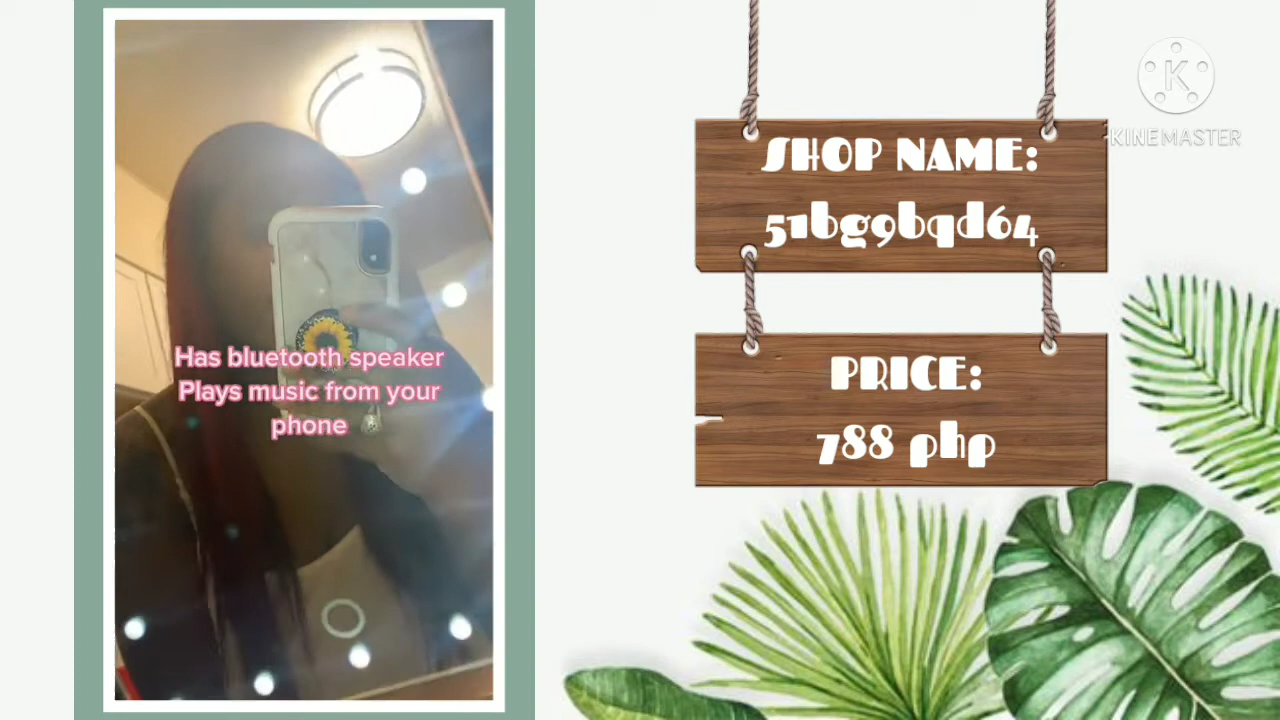 Has bluetooth speaker
Plays music from your
phone
SHOP NAME:
51bg9bqd64
PRICE:
788 php
K
KINEMASTER